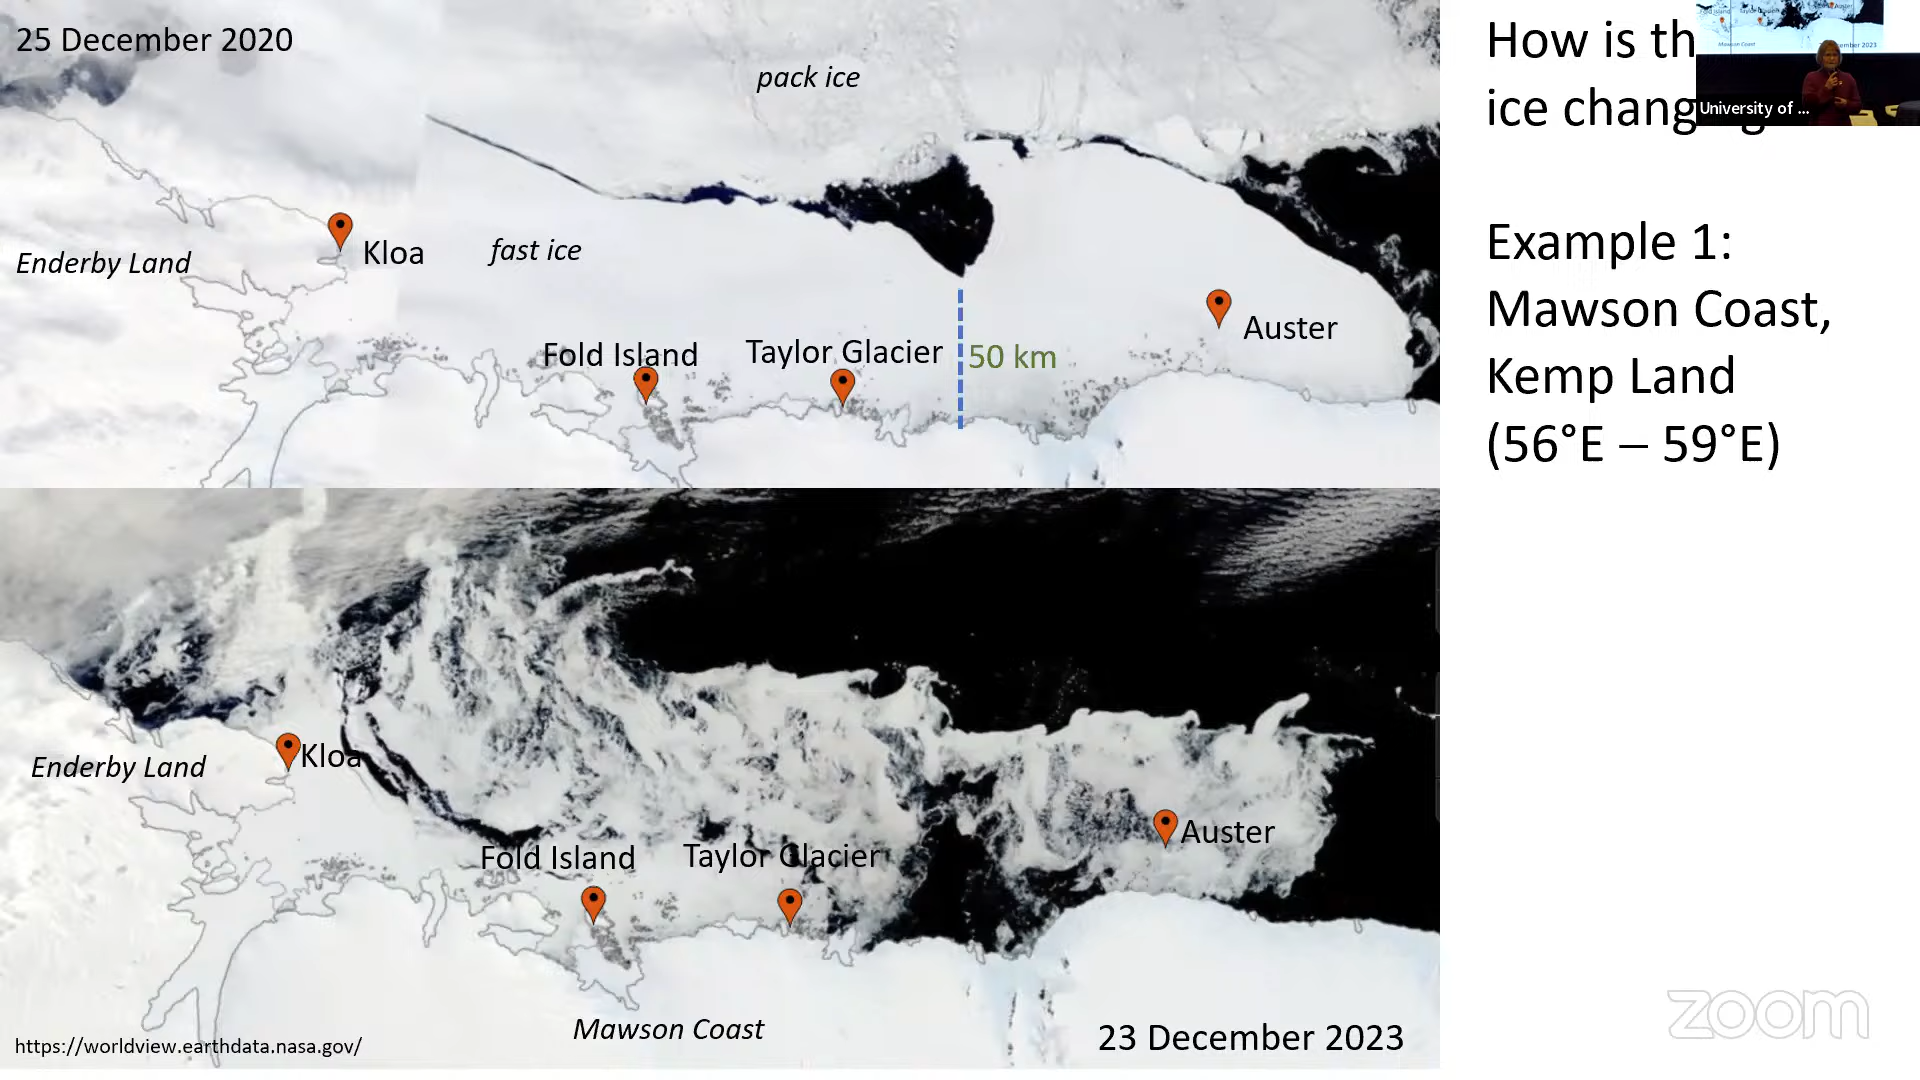 25 December 2020
pack ice
Enderby Land
Kloa
fast ice
Fold Island
Taylor Glacier
50 km
Auster
How is th
ice chang
Example 1:
Mawson Coast,
Kemp Land
(56°E – 59°E)
University of ...
Enderby Land
Kloa
Fold Island
Taylor Glacier
Auster
Mawson Coast
23 December 2023
https://worldview.earthdata.nasa.gov/
zoom